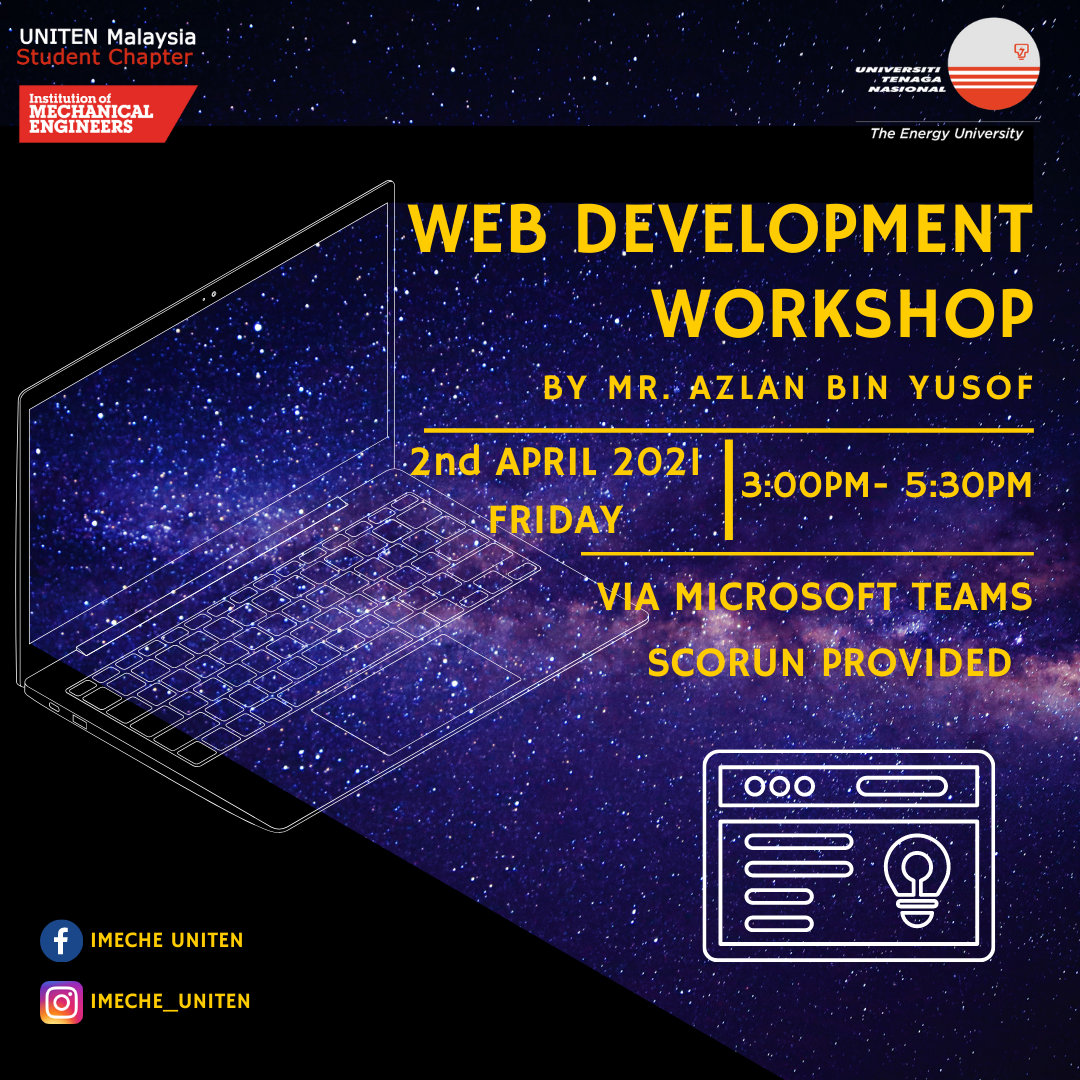 UNITEN Malaysia
Student Chapter
Institution of
MECHANICAL
ENGINEERS
UNIVERSITI
TENAGA
NASIONAL
The Energy University
WEB DEVELOPMENT
WORKSHOP
BY MR. AZLAN BIN YUSOF
2nd APRIL 2021
FRIDAY
3:00PM- 5:30PM
VIA MICROSOFT TEAMS
SCORUN PROVIDED
IMECHE UNITEN
IMECHE_UNITEN